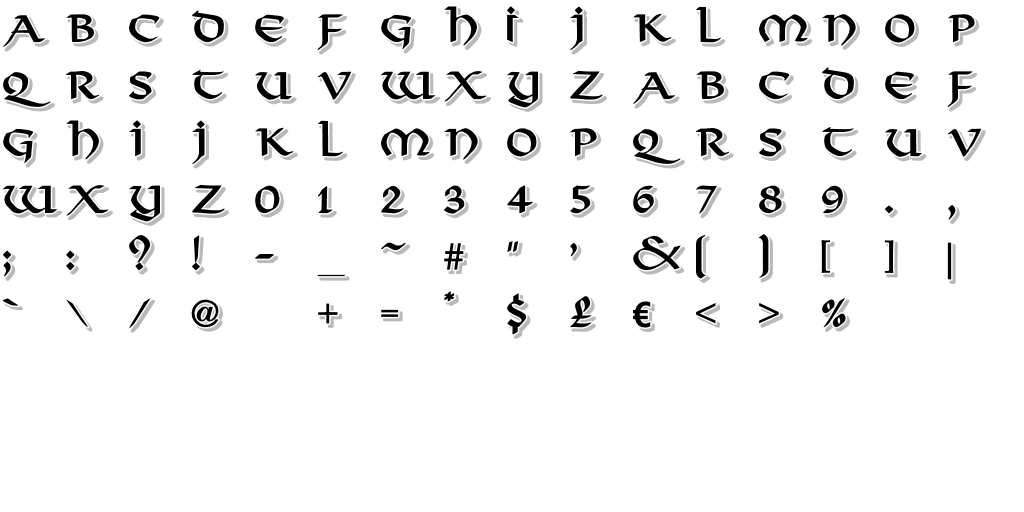 A B C D E F G h i j K L M N O P
Q R S T U V W X Y Z A B C D E F
G h i j K L M N O P Q R S T U V
W X Y Z 0 1 2 3 4 5 6 7 8 9 . ,
; : ? ! - _ ~ # " ' & ( ) [ ] |
` \ / @ + = * $ £ € < > %